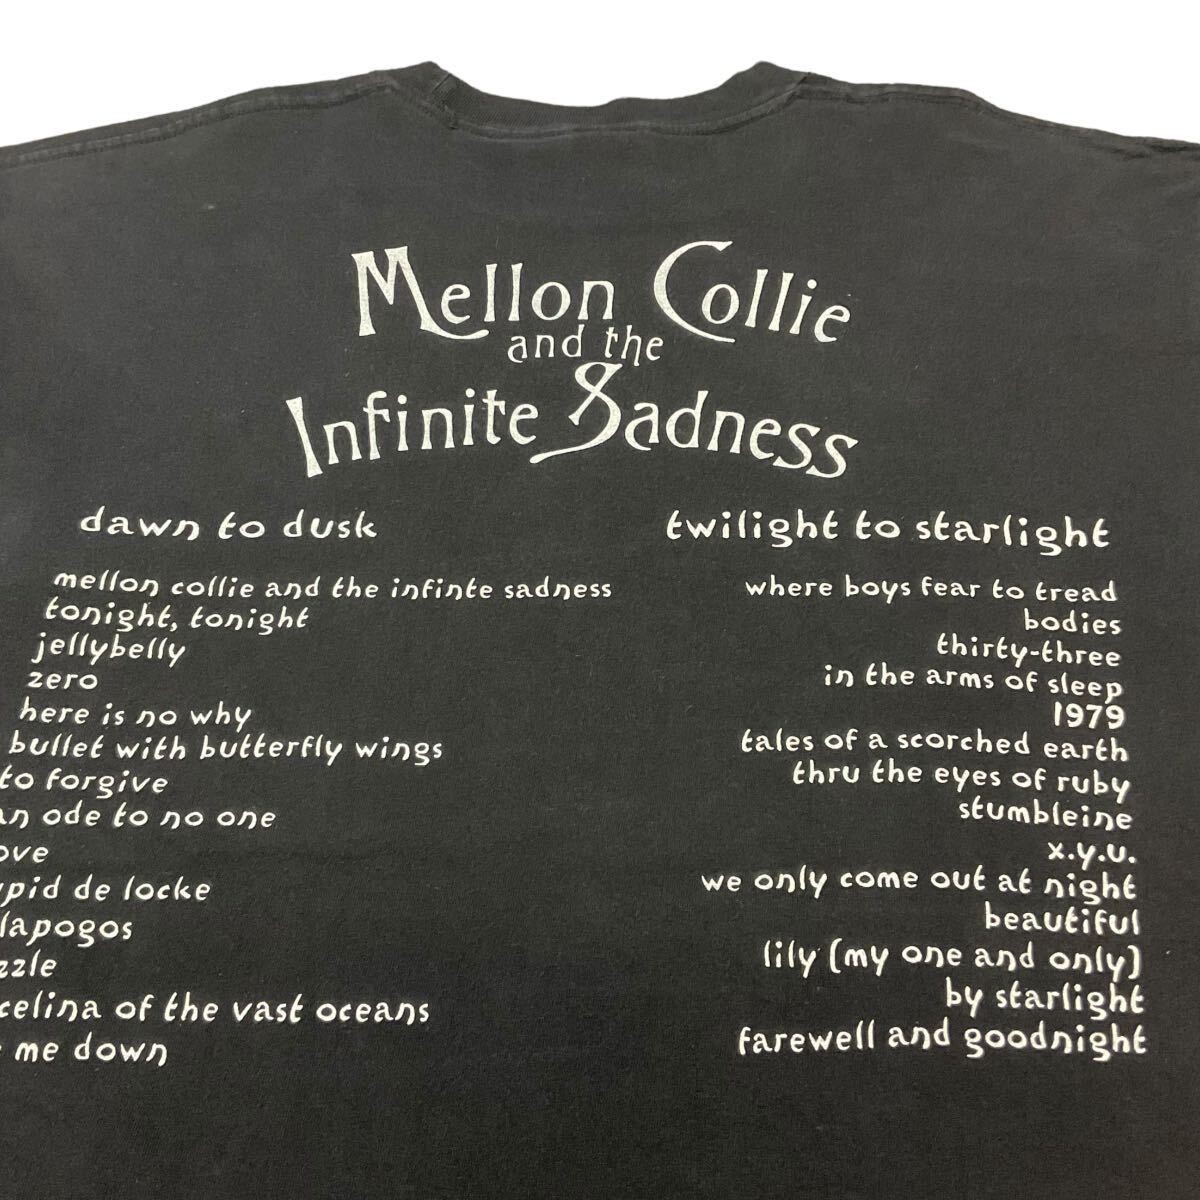 Mellon Collie
and the
Infinite Sadness
dawn to dusk
mellon collie and the infinte sadness
tonight, tonight
jellybelly
zero
here is no why
bullet with butterfly wings
to forgive
an ode to no one
ove
upid de locke
lapogos
zzle
celina of the vast oceans
me down
twilight to starlight
where boys fear to tread
bodies
thirty-three
in the arms of sleep
1979
tales of a scorched earth
thru the eyes of ruby
stumbleine
x.y.u.
we only come out at night
beautiful
lily (my one and only)
by starlight
farewell and goodnight